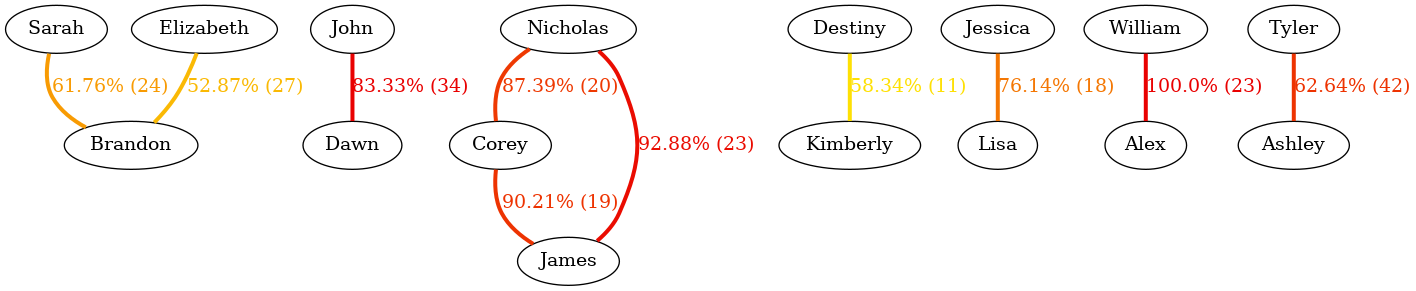 Sarah Elizabeth John Nicholas Destiny Jessica William Tyler
61.76% (24) 52.87% (27) 83.33% (34) 87.39% (20) 58.34% (11) 76.14% (18) 100.0% (23) 62.64% (42)
Brandon Dawn Corey 92.88% (23) Kimberly Lisa Alex Ashley
90.21% (19)
James